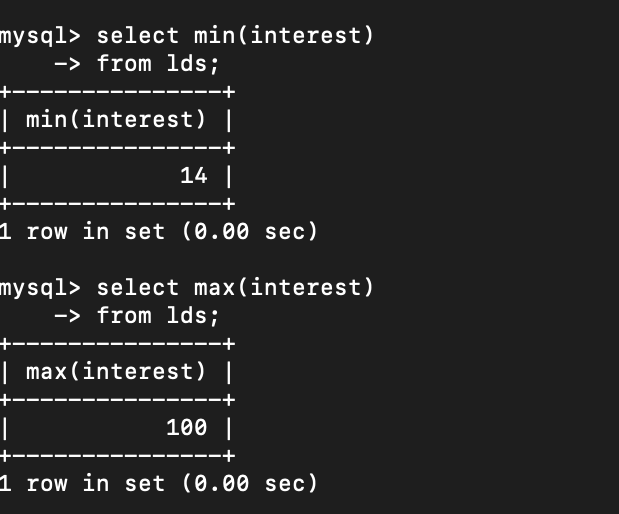 mysql> select min(interest)
    -> from lds;
+---------------+
| min(interest) |
+---------------+
|            14 |
+---------------+
1 row in set (0.00 sec)

mysql> select max(interest)
    -> from lds;
+---------------+
| max(interest) |
+---------------+
|           100 |
+---------------+
1 row in set (0.00 sec)